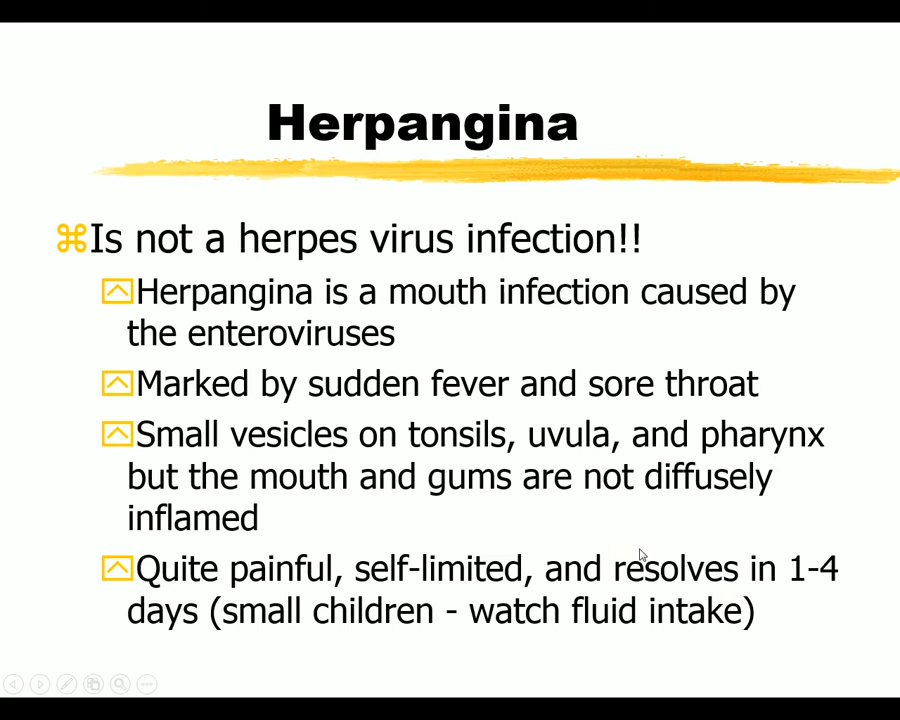 Herpangina
Is not a herpes virus infection!!
Herpangina is a mouth infection caused by
the enteroviruses
Marked by sudden fever and sore throat
Small vesicles on tonsils, uvula, and pharynx
but the mouth and gums are not diffusely
inflamed
Quite painful, self-limited, and resolves in 1-4
days (small children - watch fluid intake)